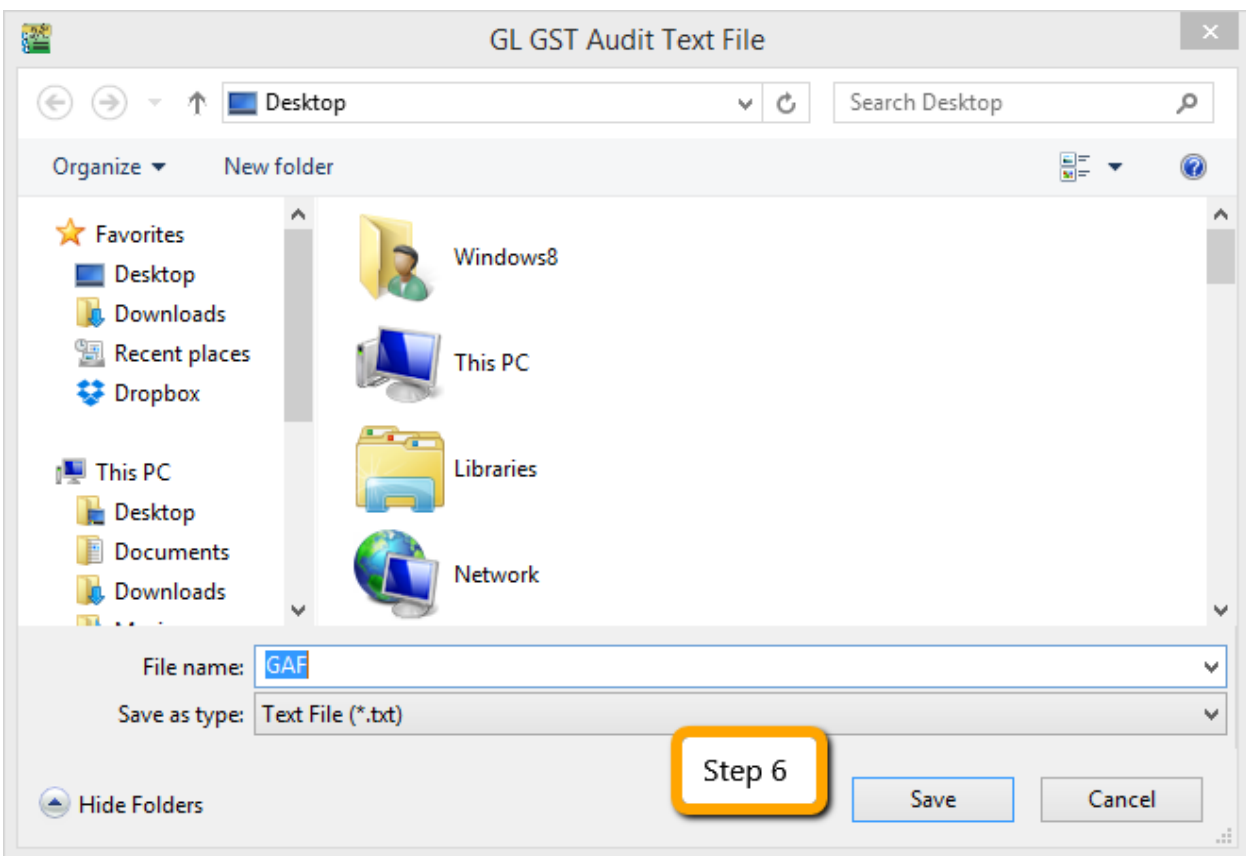 GL GST Audit Text File
Desktop
Search Desktop
Organize
New folder
Favorites
Desktop
Downloads
Recent places
Dropbox
This PC
Desktop
Documents
Downloads
Windows8
This PC
Libraries
Network
File name: GAF
Save as type: Text File (*.txt)
Step 6
Hide Folders
Save
Cancel